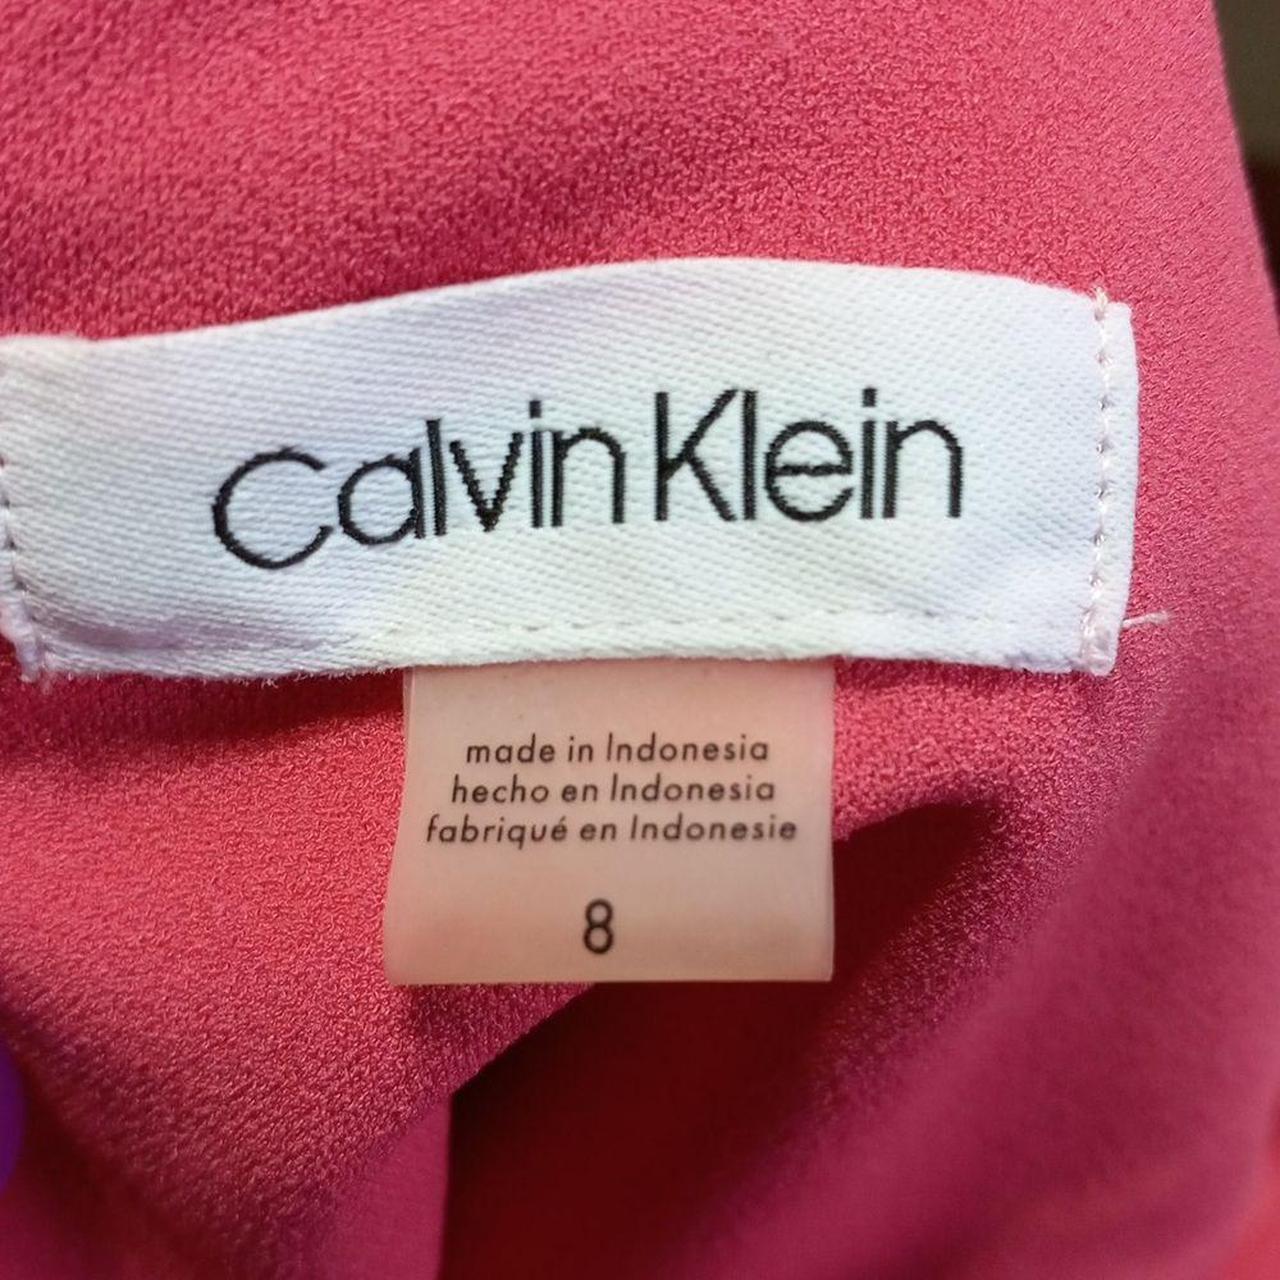 Calvin Klein
made in Indonesia
hecho en Indonesia
fabriqué en Indonesie
8